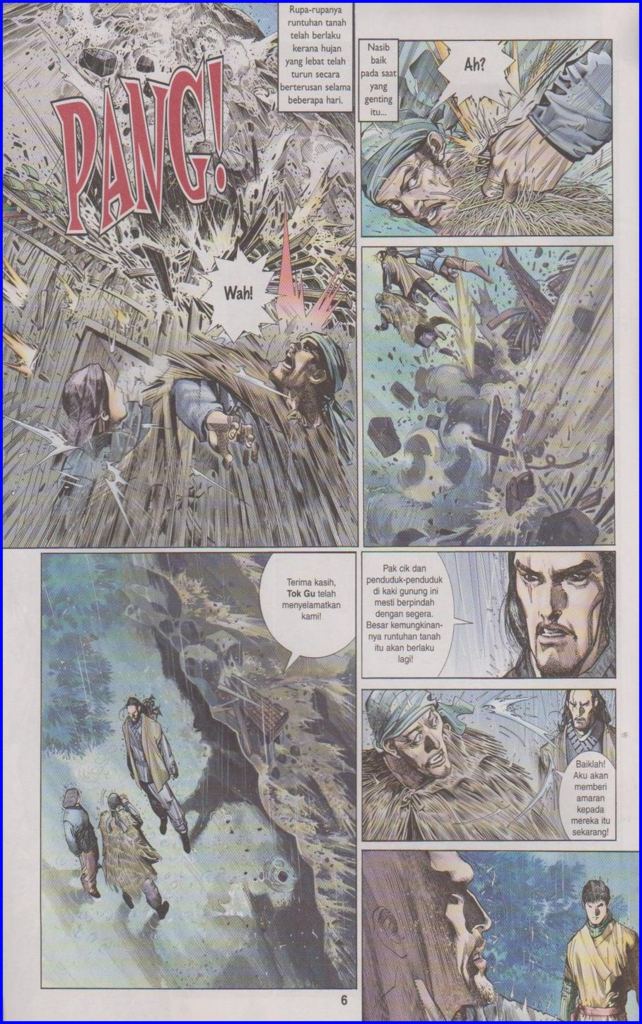 Rupa-rupanya
runtuhan tanah
telah berlaku
kerana hujan
yang lebat telah
turun secara
berterusan selama
beberapa hari.
PANG!
Wah!
Nasib
baik
pada saat
yang
genting
itu...
Ah?
Terima kasih,
Tok Gu telah
menyelamatkan
kami!
Pak cik dan
penduduk-penduduk
di kaki gunung ini
mesti berpindah
dengan segera.
Besar kemungkinan-
nya runtuhan tanah
itu akan berlaku
lagi!
Baiklah!
Aku akan
memberi
amaran
kepada
mereka itu
sekarang!
6